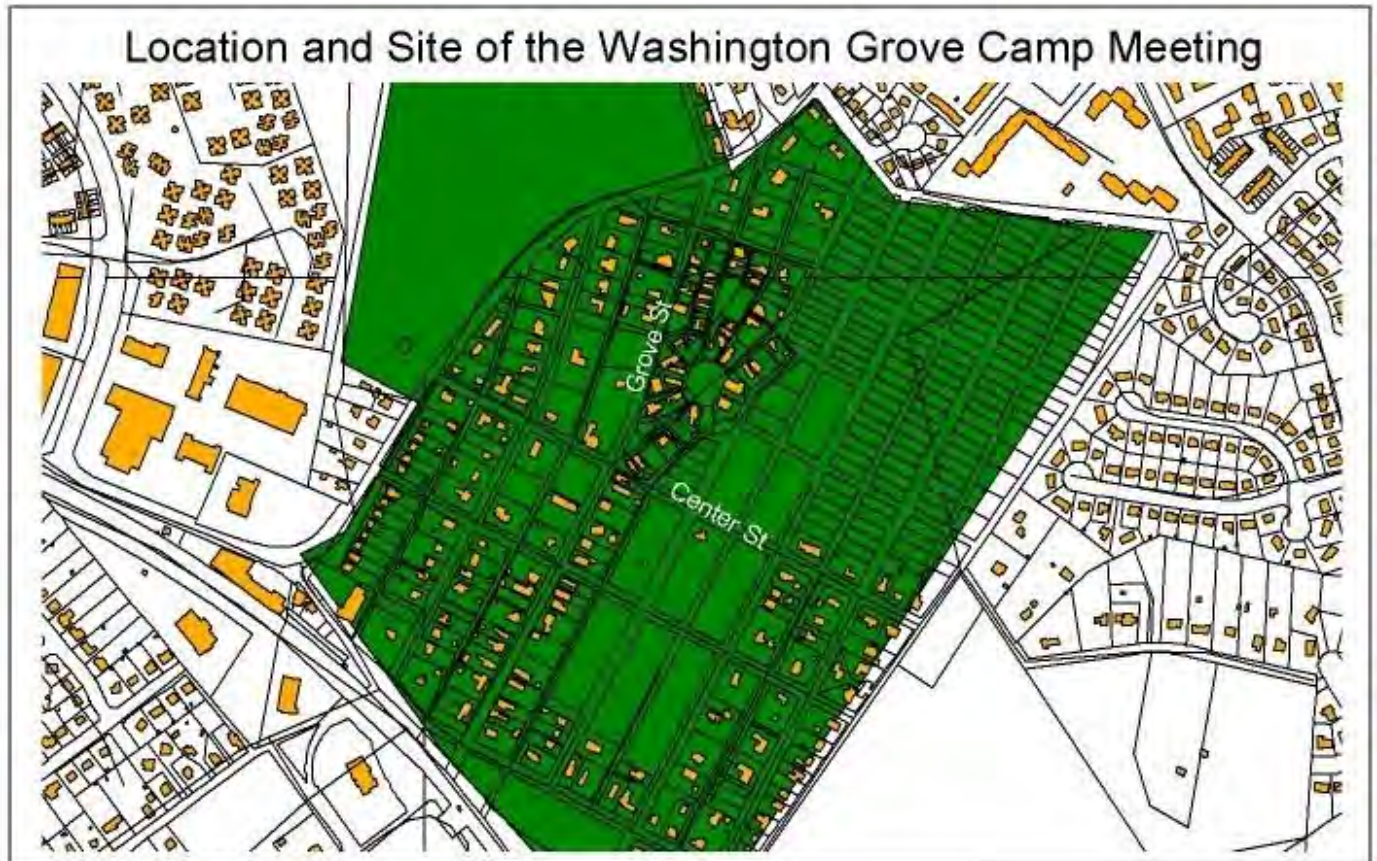 Location and Site of the Washington Grove Camp Meeting
Grove St
Center St